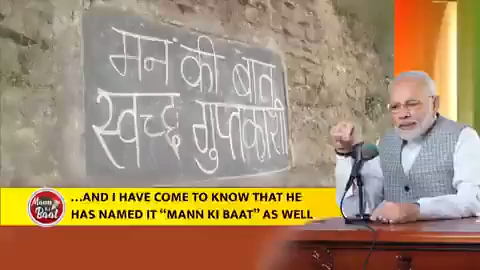 मन की बात
स्वच्छ गुप्तकाशी
...AND I HAVE COME TO KNOW THAT HE
HAS NAMED IT “MANN KI BAAT” AS WELL
Mann
Ki
Baat